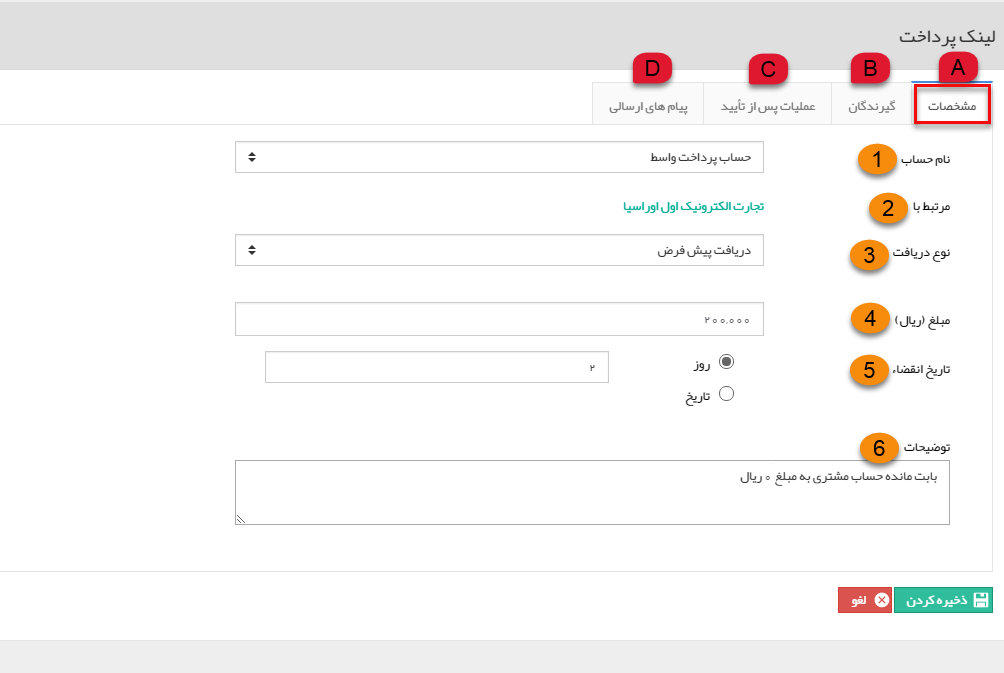 لینک پرداخت
A B C D
مشخصات گیرندگان عملیات پس از تأیید پیام های ارسالی
نام حساب 1 حساب پرداخت واسط
مرتبط با 2 تجارت الکترونیک اول اوراسیا
نوع دریافت 3 دریافت پیش فرض
مبلغ (ریال) 4 ۲۰۰,۰۰۰
تاریخ انقضاء 5 روز ۲
تاریخ
توضیحات 6
بابت مانده حساب مشتری به مبلغ ۰ ریال
ذخیره کردن لغو